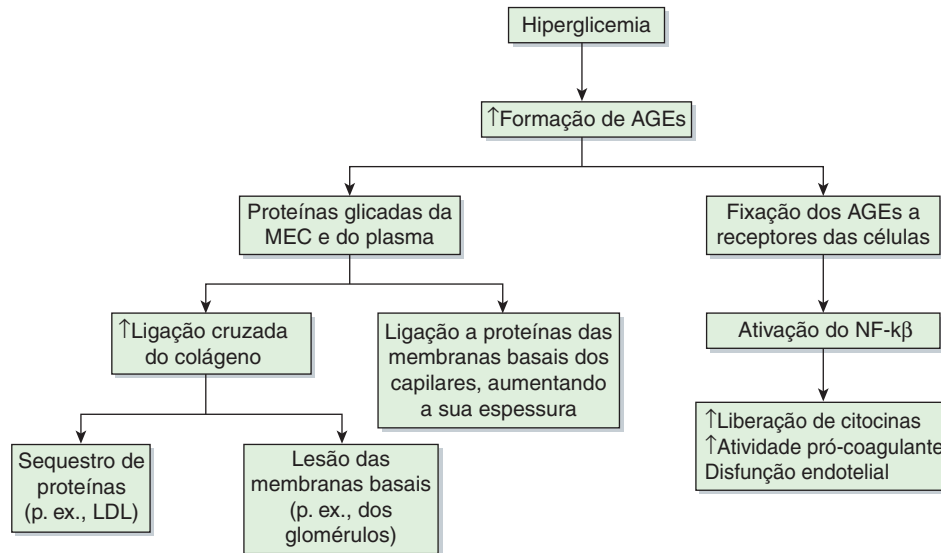 Hiperglicemia
↑Formação de AGEs
Proteínas glicadas da
MEC e do plasma
Fixação dos AGEs a
receptores das células
↑Ligação cruzada
do colágeno
Ligação a proteínas das
membranas basais dos
capilares, aumentando
a sua espessura
Ativação do NF-kβ
Sequestro de
proteínas
(p. ex., LDL)
Lesão das
membranas basais
(p. ex., dos
glomérulos)
↑Liberação de citocinas
↑Atividade pró-coagulante
Disfunção endotelial